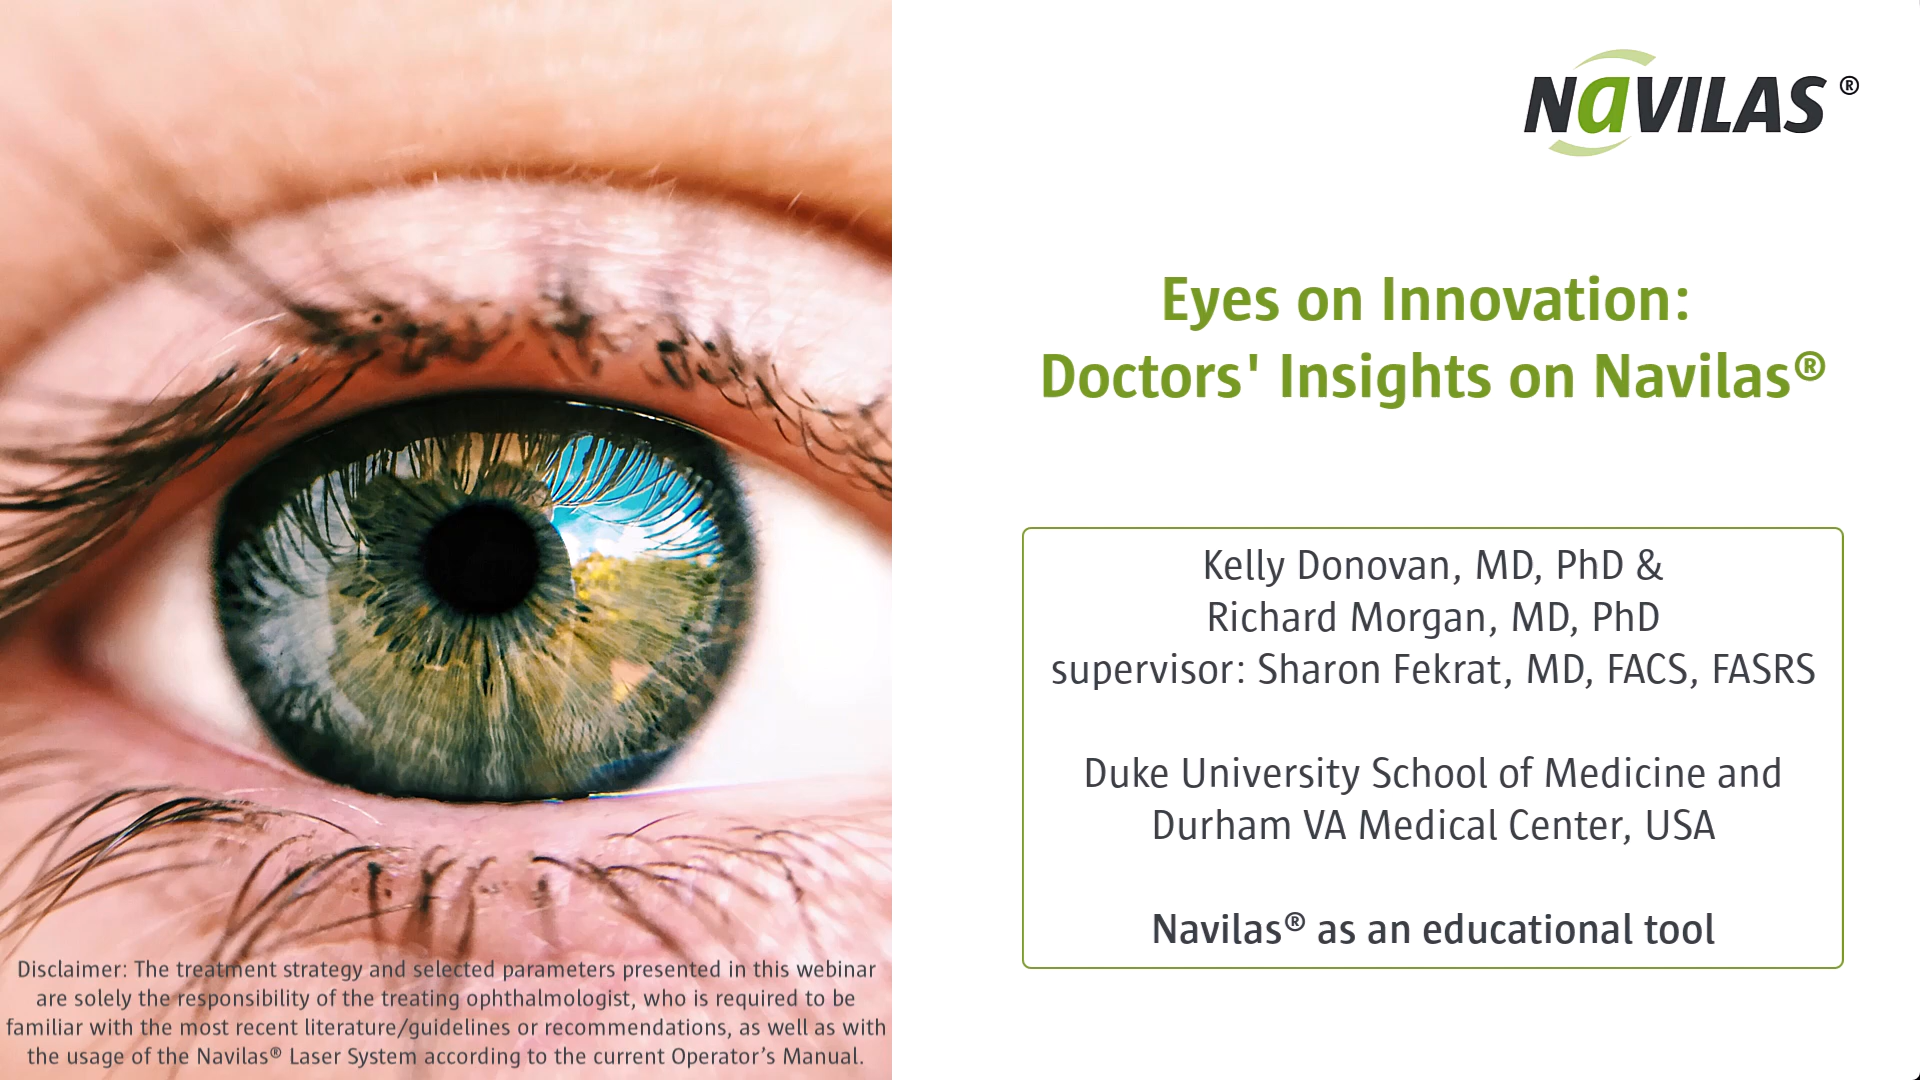 NaVILAS ®
Eyes on Innovation:
Doctors' Insights on Navilas®
Kelly Donovan, MD, PhD &
Richard Morgan, MD, PhD
supervisor: Sharon Fekrat, MD, FACS, FASRS
Duke University School of Medicine and
Durham VA Medical Center, USA
Navilas® as an educational tool
Disclaimer: The treatment strategy and selected parameters presented in this webinar
are solely the responsibility of the treating ophthalmologist, who is required to be
familiar with the most recent literature/guidelines or recommendations, as well as with
the usage of the Navilas® Laser System according to the current Operator’s Manual.